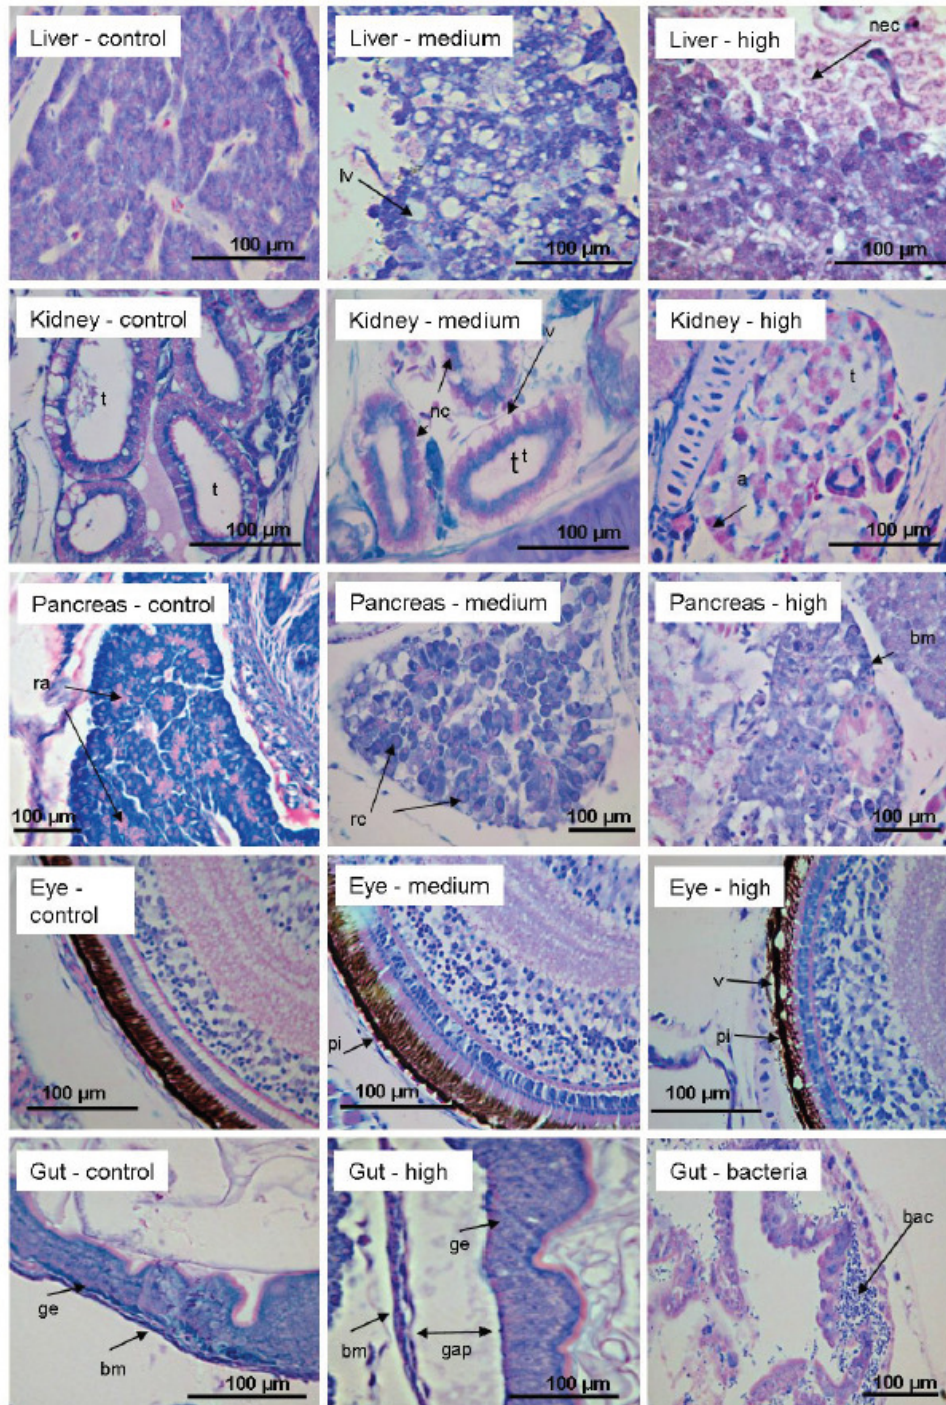 Liver - control
100 µm
Liver - medium
lv
100 µm
Liver - high
nec
100 µm
Kidney - control
t
t
100 µm
Kidney - medium
v
nc
t t
100 µm
Kidney - high
t
a
100 µm
Pancreas - control
ra
100 µm
Pancreas - medium
rc
100 µm
Pancreas - high
bm
100 µm
Eye -
control
100 µm
Eye - medium
pi
100 µm
Eye - high
v
pi
100 µm
Gut - control
ge
bm
100 µm
Gut - high
ge
bm
gap
100 µm
Gut - bacteria
bac
100 µm